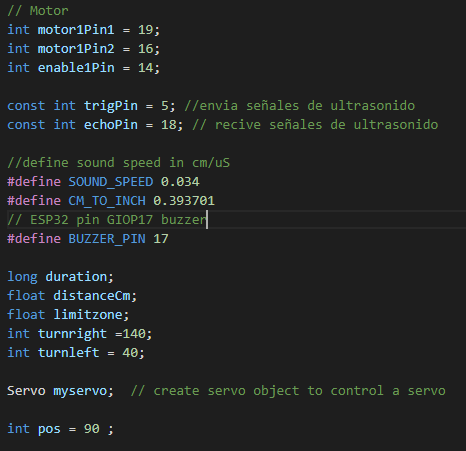 // Motor
int motor1Pin1 = 19;
int motor1Pin2 = 16;
int enable1Pin = 14;
const int trigPin = 5; //envia señales de ultrasonido
const int echoPin = 18; // recive señales de ultrasonido
//define sound speed in cm/uS
#define SOUND_SPEED 0.034
#define CM_TO_INCH 0.393701
// ESP32 pin GIOP17 buzzer
#define BUZZER_PIN 17
long duration;
float distanceCm;
float limitzone;
int turnright =140;
int turnleft = 40;
Servo myservo;  // create servo object to control a servo
int pos = 90 ;